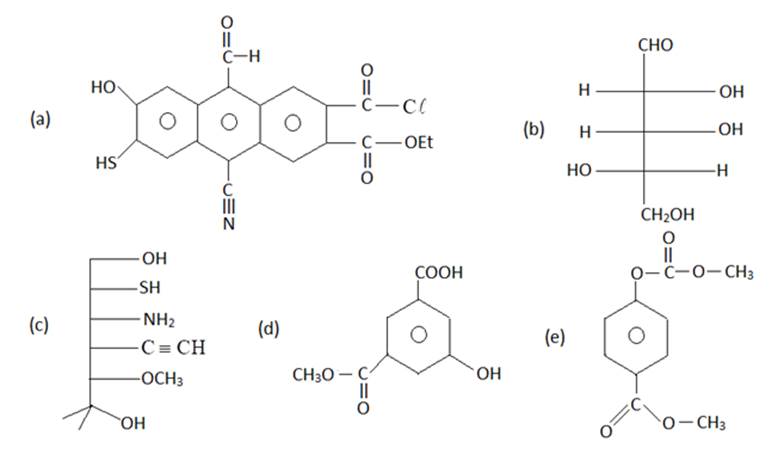 (a)
O
C—H
HO
HS
O
C—Cℓ
C—OEt
O
C
N
(b)
CHO
H OH
H OH
HO H
CH₂OH
(c)
OH
SH
NH₂
C≡CH
OCH₃
OH
(d)
COOH
CH₃O—C
O
OH
(e)
O
O—C—O—CH₃
C
O
O—CH₃